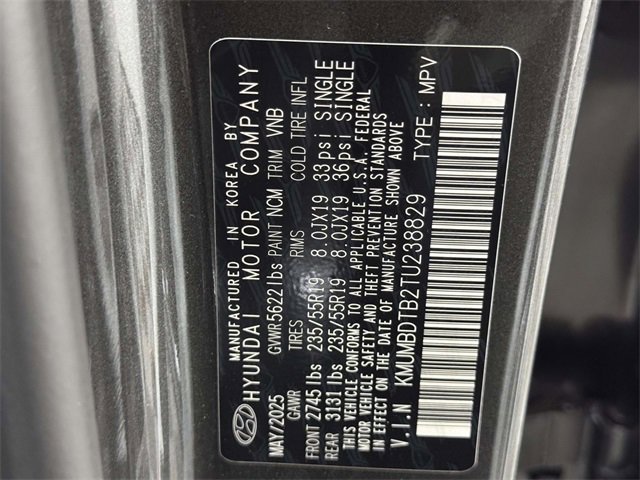 MANUFACTURED IN KOREA BY
HYUNDAI MOTOR COMPANY
MAY/2025 GVWR 5622lbs PAINT NCM TRIM VNB
GAWR TIRES RIMS COLD TIRE INFL
FRONT 2745lbs 235/55R19 8.0JX19 33psi SINGLE
REAR 3131lbs 235/55R19 8.0JX19 36psi SINGLE
THIS VEHICLE CONFORMS TO ALL APPLICABLE U.S.A. FEDERAL
MOTOR VEHICLE SAFETY AND THEFT PREVENTION STANDARDS
IN EFFECT ON THE DATE OF MANUFACTURE SHOWN ABOVE
V.I.N KMUMBDTB2TU238829 TYPE : MPV